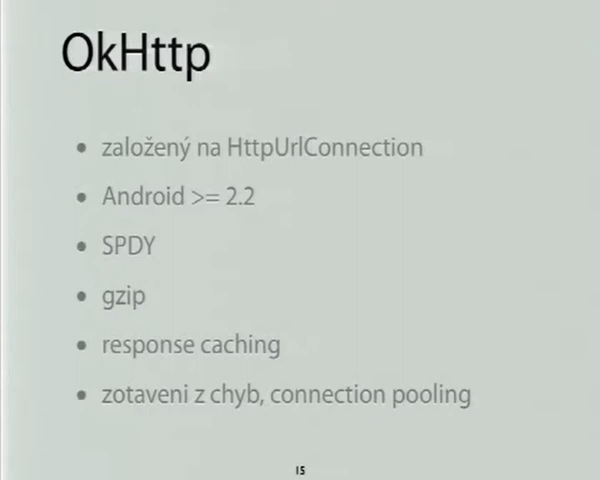 OkHttp
• založený na HttpUrlConnection
• Android >= 2.2
• SPDY
• gzip
• response caching
• zotaveni z chyb, connection pooling
15